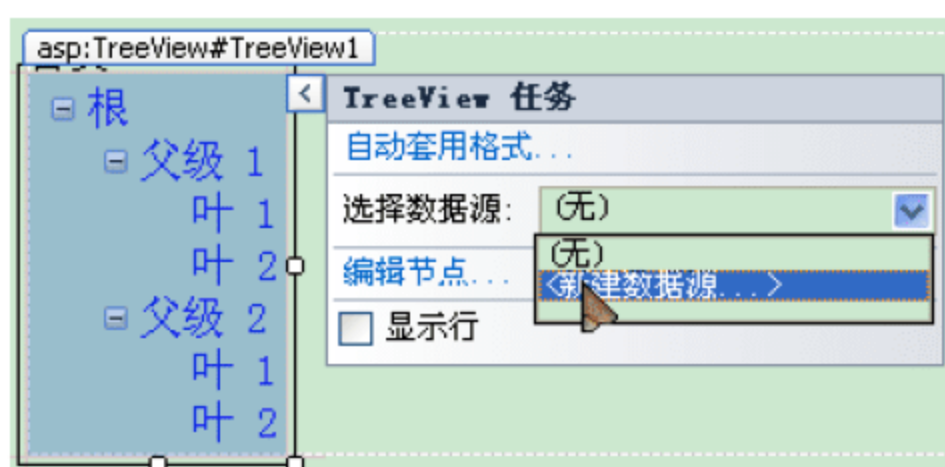 asp:TreeView#TreeView1
根
父级 1
叶 1
叶 2
父级 2
叶 1
叶 2
TreeView 任务
自动套用格式...
选择数据源: (无)
(无)
<新建数据源...>
编辑节点...
显示行